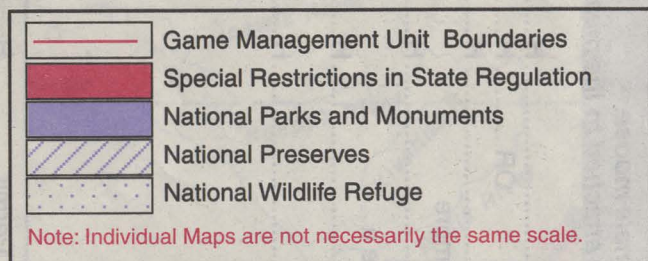 Game Management Unit Boundaries
Special Restrictions in State Regulation
National Parks and Monuments
National Preserves
National Wildlife Refuge
Note: Individual Maps are not necessarily the same scale.